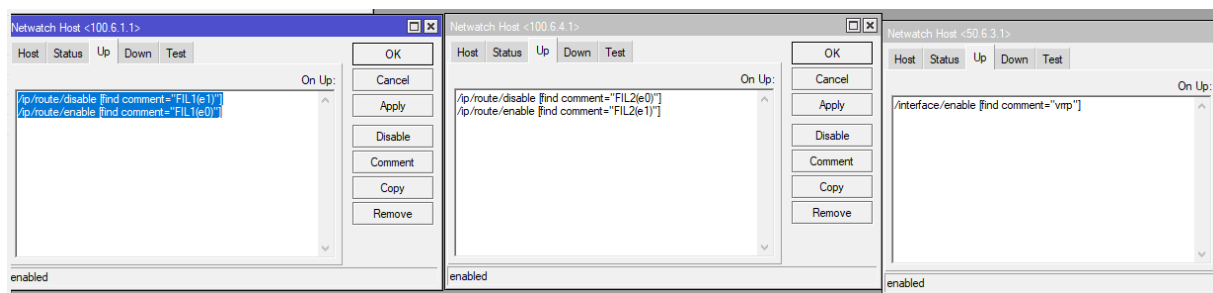 Netwatch Host <100.6.1.1>
Host Status Up Down Test
OK
On Up:
Cancel
/ip/route/disable [find comment="FIL1(e1)"]
/ip/route/enable [find comment="FIL1(e0)"]
Apply
Disable
Comment
Copy
Remove
enabled
Netwatch Host <100.6.4.1>
Host Status Up Down Test
OK
On Up:
Cancel
/ip/route/disable [find comment="FIL2(e0)"]
/ip/route/enable [find comment="FIL2(e1)"]
Apply
Disable
Comment
Copy
Remove
enabled
Netwatch Host <50.6.3.1>
Host Status Up Down Test
On Up:
/interface/enable [find comment="vrrp"]
enabled